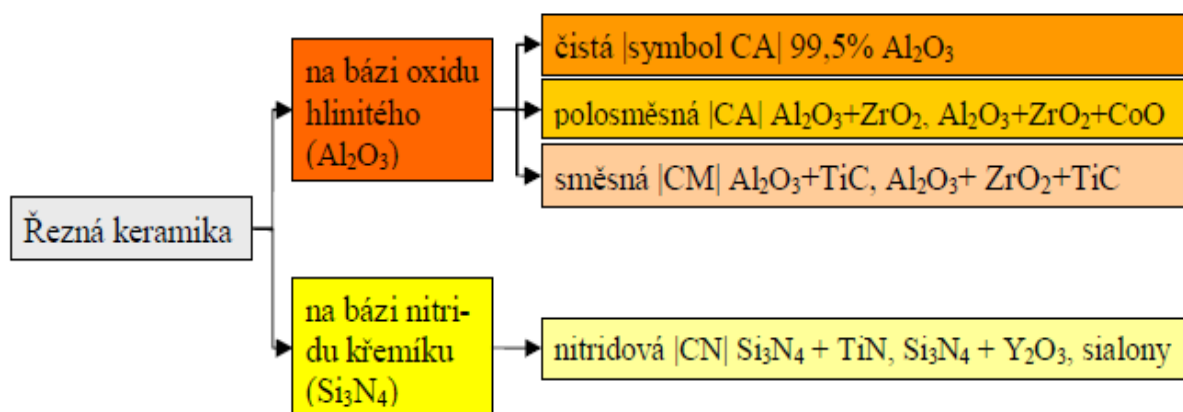 Řezná keramika
na bázi oxidu
hlinitého
(Al₂O₃)
čistá |symbol CA| 99,5% Al₂O₃
polosměsná |CA| Al₂O₃+ZrO₂, Al₂O₃+ZrO₂+CoO
směsná |CM| Al₂O₃+TiC, Al₂O₃+ ZrO₂+TiC
na bázi nitri-
du křemíku
(Si₃N₄)
nitridová |CN| Si₃N₄ + TiN, Si₃N₄ + Y₂O₃, sialony